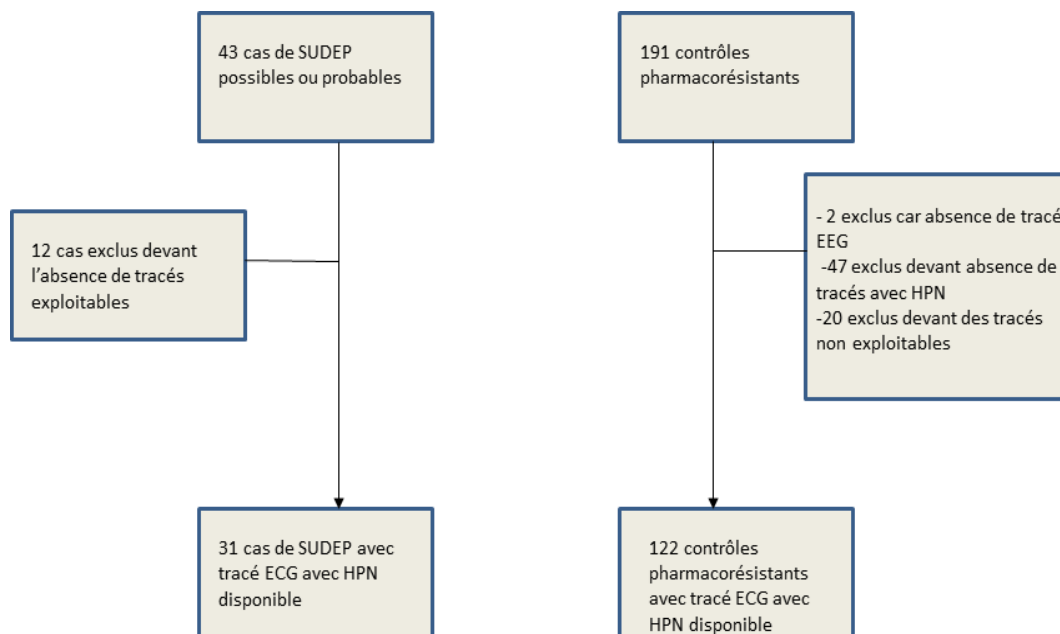 43 cas de SUDEP
possibles ou probables
191 contrôles
pharmacorésistants
12 cas exclus devant
l’absence de tracés
exploitables
- 2 exclus car absence de tracé
EEG
-47 exclus devant absence de
tracés avec HPN
-20 exclus devant des tracés
non exploitables
31 cas de SUDEP avec
tracé ECG avec HPN
disponible
122 contrôles
pharmacorésistants
avec tracé ECG avec
HPN disponible